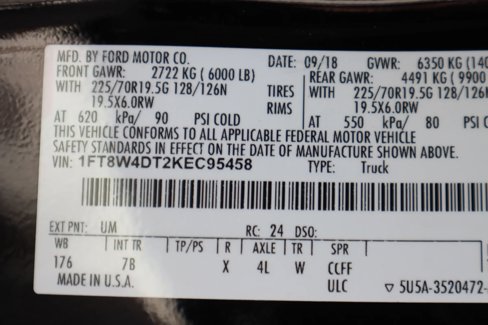 MFD. BY FORD MOTOR CO.
DATE: 09/18 GVWR: 6350 KG (140
FRONT GAWR: 2722 KG ( 6000 LB)
REAR GAWR: 4491 KG ( 9900
WITH 225/70R19.5G 128/126N TIRES WITH 225/70R19.5G 128/126N
19.5X6.0RW RIMS 19.5X6.0RW
AT 620 kPa/ 90 PSI COLD AT 550 kPa/ 80 PSI CO
THIS VEHICLE CONFORMS TO ALL APPLICABLE FEDERAL MOTOR VEHICLE
SAFETY STANDARDS IN EFFECT ON THE DATE OF MANUFACTURE SHOWN ABOVE.
VIN: 1FT8W4DT2KEC95458 TYPE: Truck
EXT PNT: UM RC: 24 DSO:
WB INT TR TP/PS R AXLE TR SPR
176 7B X 4L W CCFF
MADE IN U.S.A. ULC ▽ 5U5A-3520472-